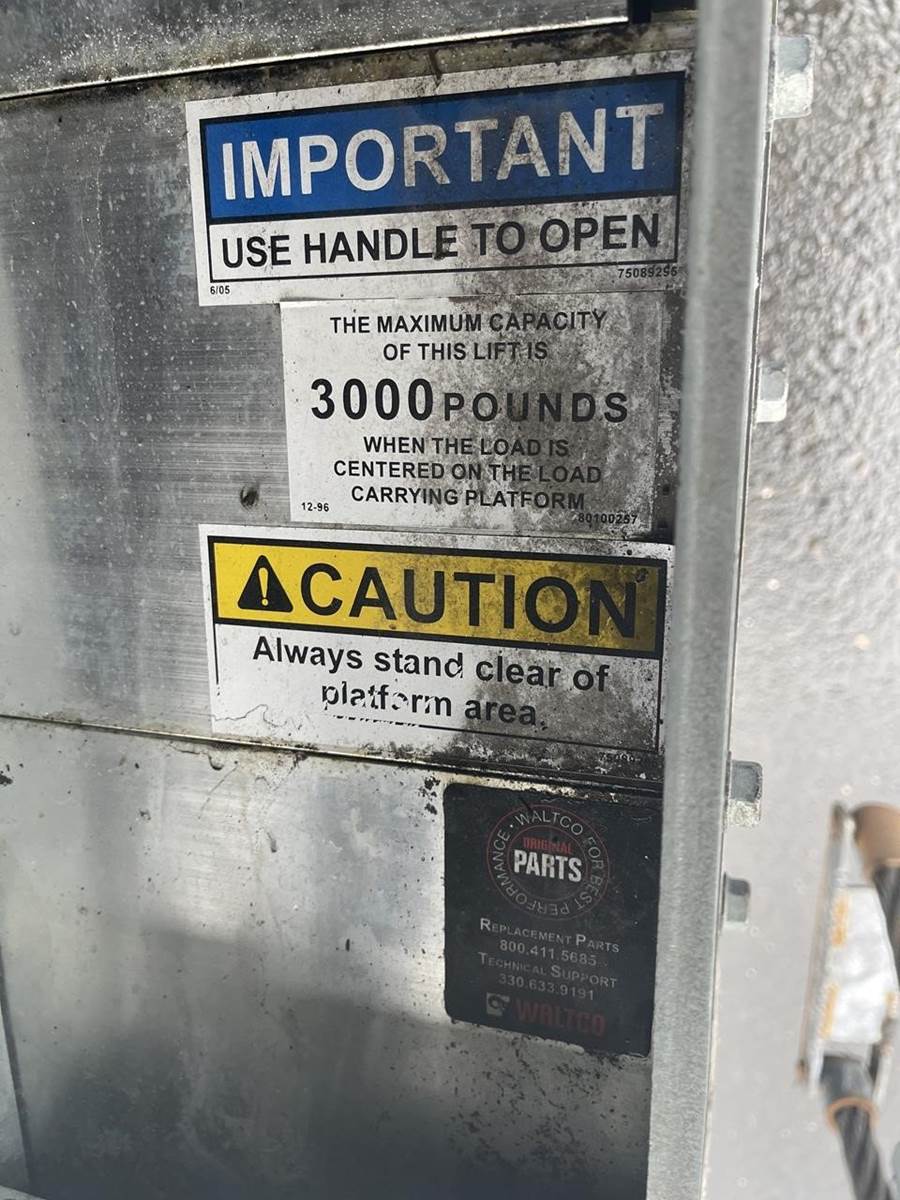 IMPORTANT
USE HANDLE TO OPEN
6/05
75089295
THE MAXIMUM CAPACITY
OF THIS LIFT IS
3000 POUNDS
WHEN THE LOAD IS
CENTERED ON THE LOAD
CARRYING PLATFORM
12-96
80100257
CAUTION
Always stand clear of
platform area.
WALTCO FOR BEST PERFORMANCE •
ORIGINAL
PARTS
REPLACEMENT PARTS
800.411.5685
TECHNICAL SUPPORT
330.633.9191
WALTCO